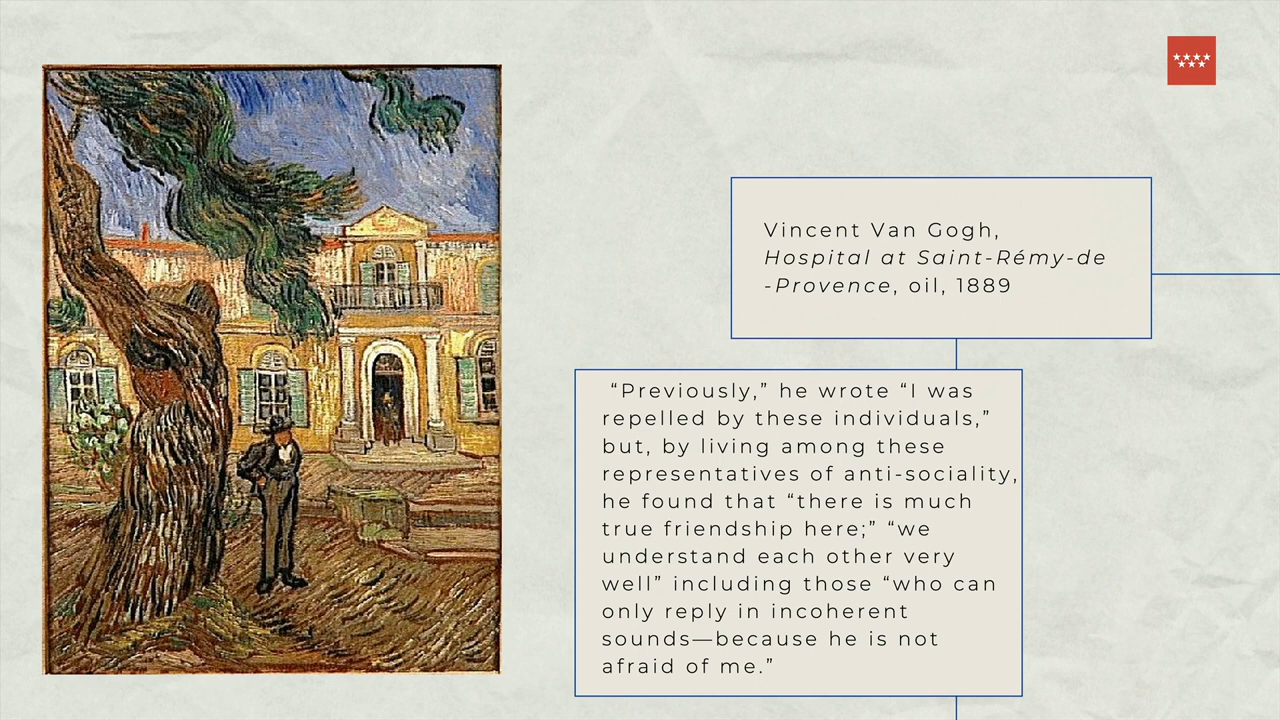 Vincent Van Gogh,
Hospital at Saint-Rémy-de
-Provence, oil, 1889
“Previously,” he wrote “I was
repelled by these individuals,”
but, by living among these
representatives of anti-sociality,
he found that “there is much
true friendship here;” “we
understand each other very
well” including those “who can
only reply in incoherent
sounds—because he is not
afraid of me.”